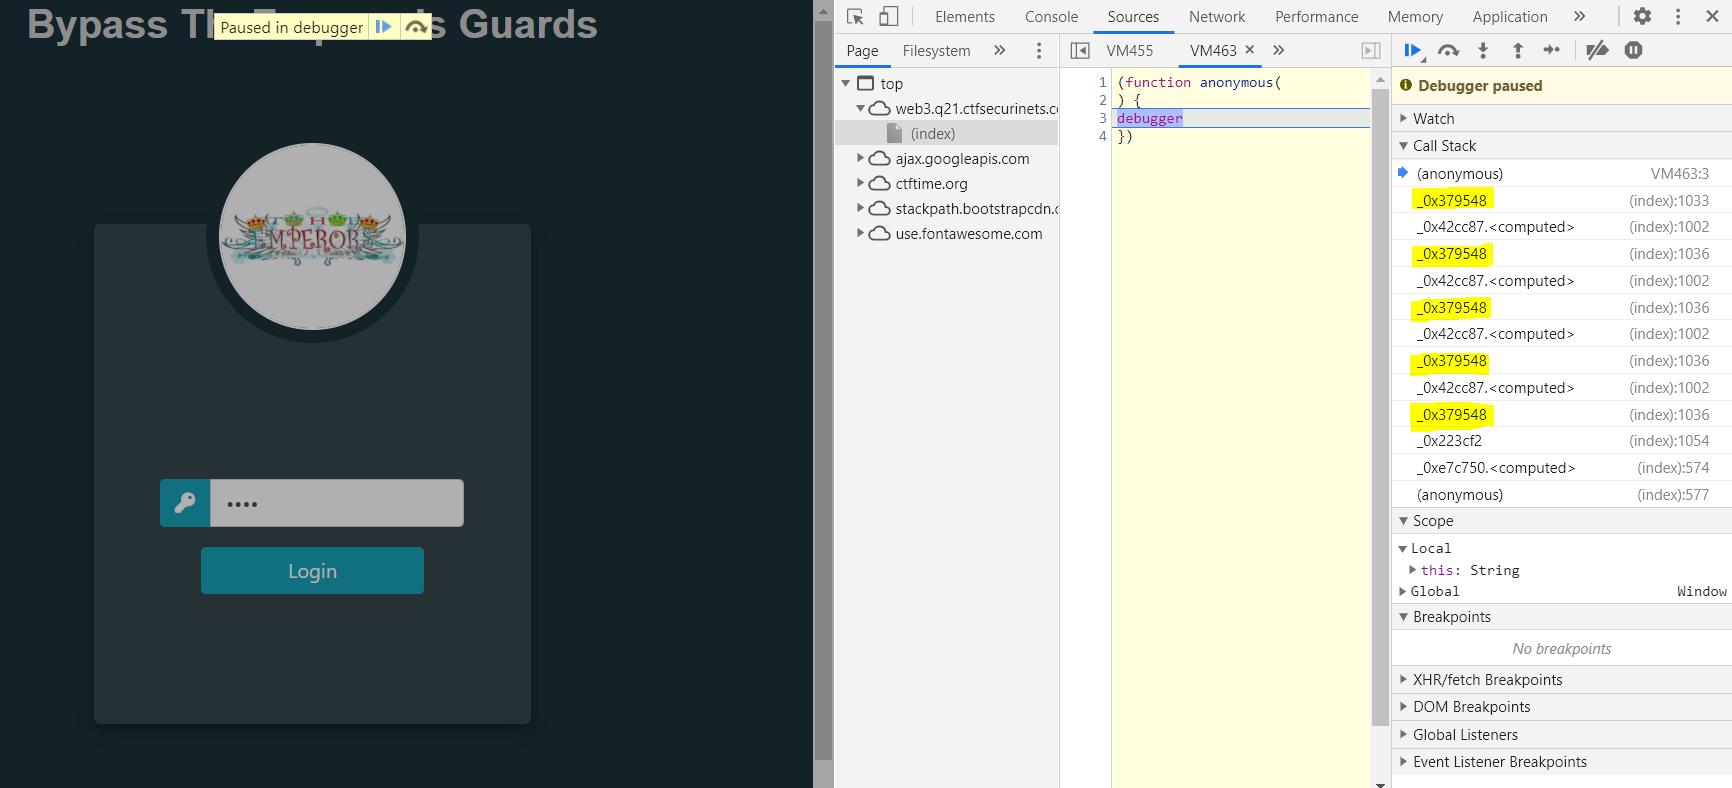 Bypass Th s Guards
Paused in debugger
THE
EMPERORS
••••
Login
Elements Console Sources Network Performance Memory Application »
Page Filesystem » VM455 VM463 × »
top
web3.q21.ctfsecurinets.c
(index)
ajax.googleapis.com
ctftime.org
stackpath.bootstrapcdn.c
use.fontawesome.com
1 (function anonymous(
2 ) {
3 debugger
4 })
Debugger paused
Watch
Call Stack
(anonymous) VM463:3
_0x379548 (index):1033
_0x42cc87.<computed> (index):1002
_0x379548 (index):1036
_0x42cc87.<computed> (index):1002
_0x379548 (index):1036
_0x42cc87.<computed> (index):1002
_0x379548 (index):1036
_0x42cc87.<computed> (index):1002
_0x379548 (index):1036
_0x223cf2 (index):1054
_0xe7c750.<computed> (index):574
(anonymous) (index):577
Scope
Local
this: String
Global Window
Breakpoints
No breakpoints
XHR/fetch Breakpoints
DOM Breakpoints
Global Listeners
Event Listener Breakpoints